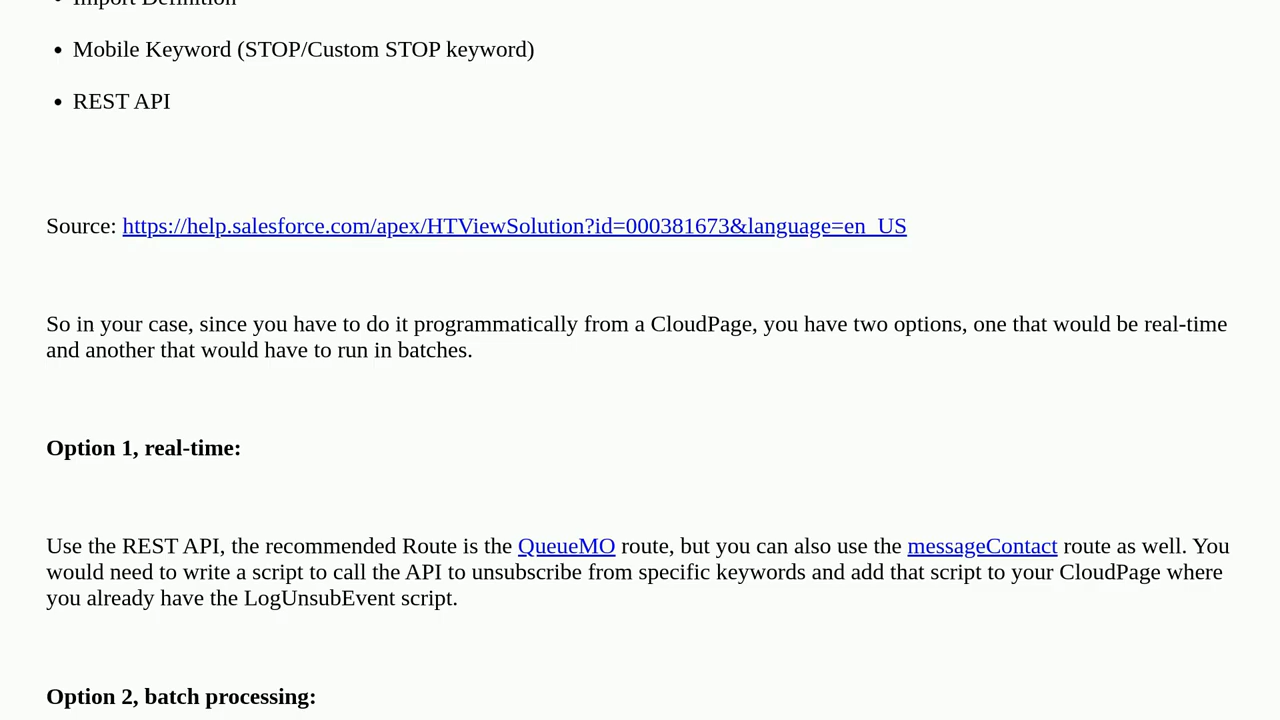 Import Definition
• Mobile Keyword (STOP/Custom STOP keyword)
• REST API
Source: https://help.salesforce.com/apex/HTViewSolution?id=000381673&language=en_US
So in your case, since you have to do it programmatically from a CloudPage, you have two options, one that would be real-time
and another that would have to run in batches.
Option 1, real-time:
Use the REST API, the recommended Route is the QueueMO route, but you can also use the messageContact route as well. You
would need to write a script to call the API to unsubscribe from specific keywords and add that script to your CloudPage where
you already have the LogUnsubEvent script.
Option 2, batch processing: